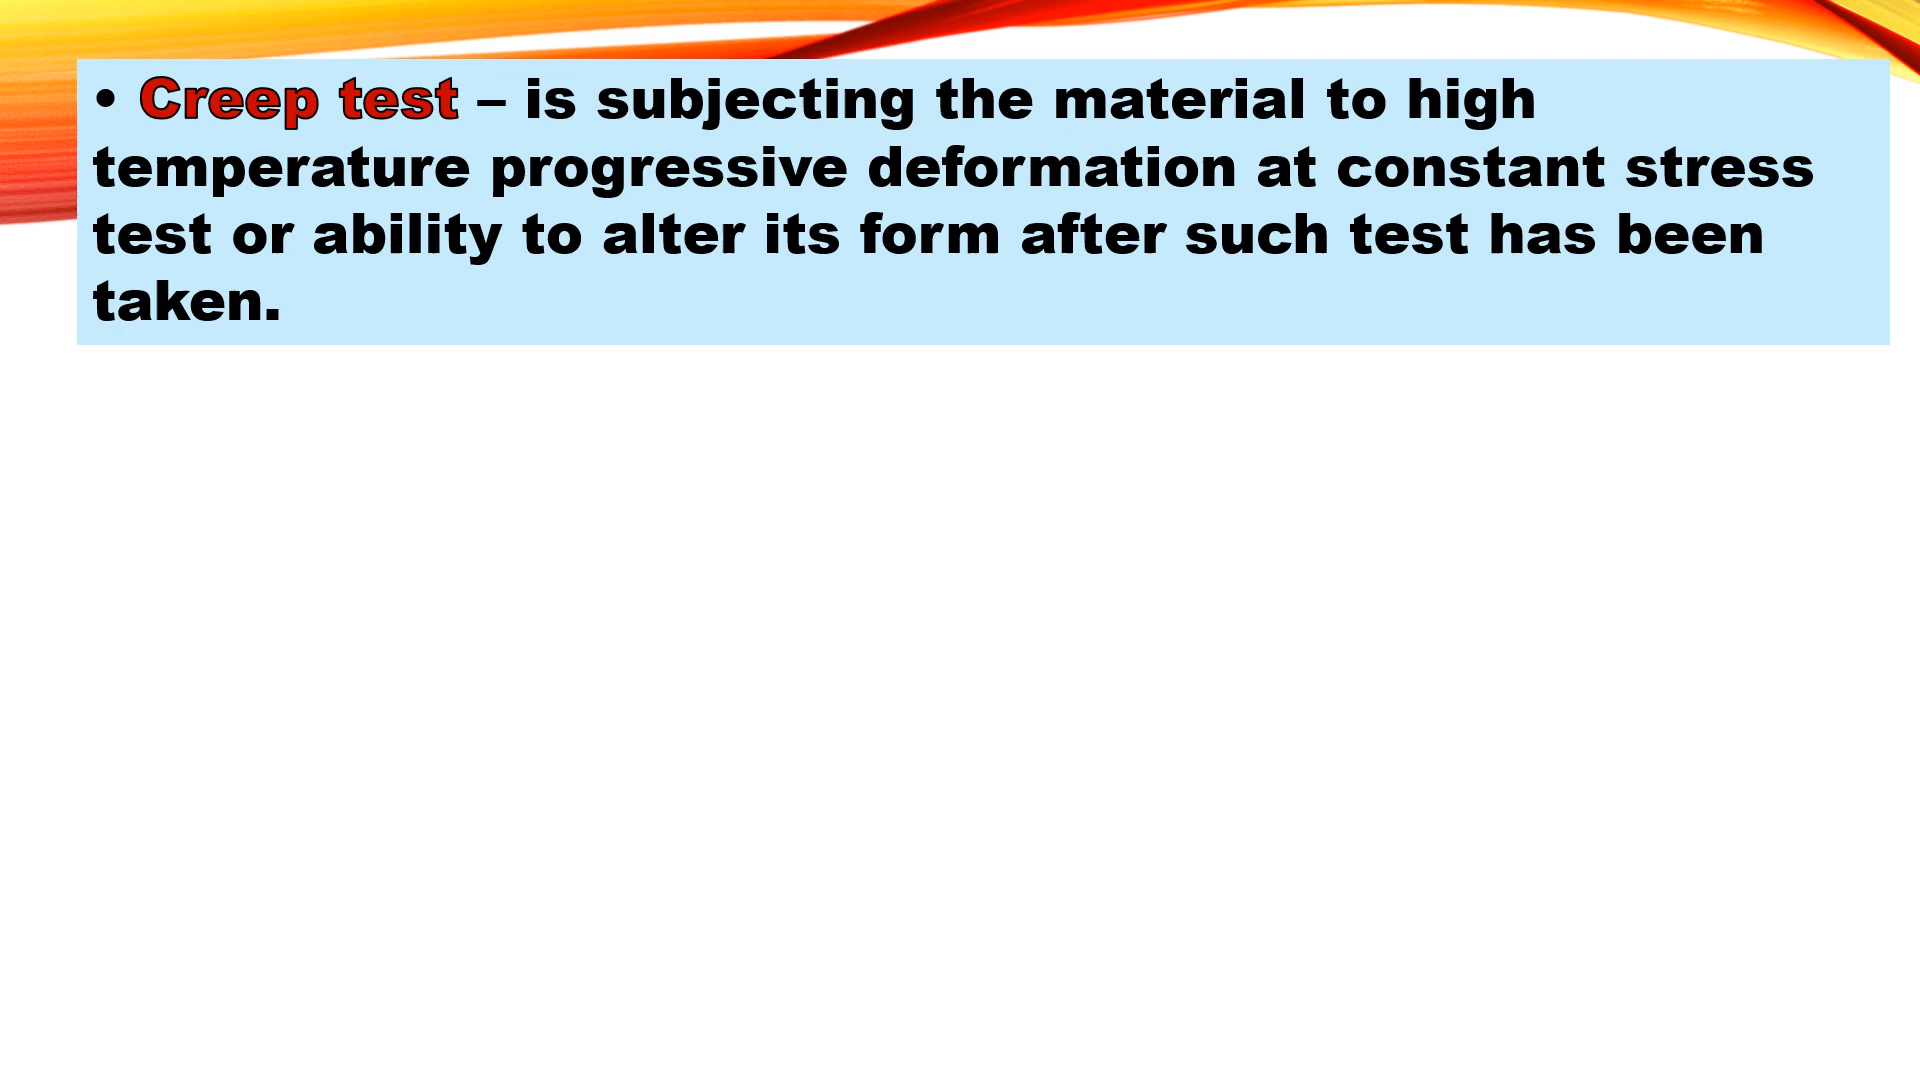 • Creep test – is subjecting the material to high
temperature progressive deformation at constant stress
test or ability to alter its form after such test has been
taken.